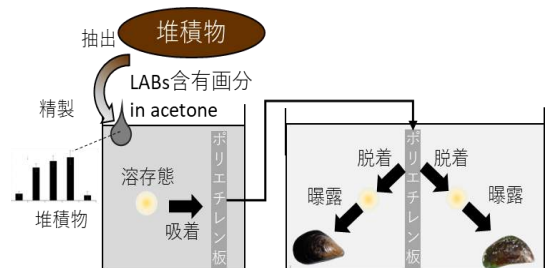 抽出
堆積物
LABs含有画分
in acetone
精製
堆積物
溶存態
吸着
ポリエチレン板
脱着
脱着
曝露
曝露
ポリエチレン板